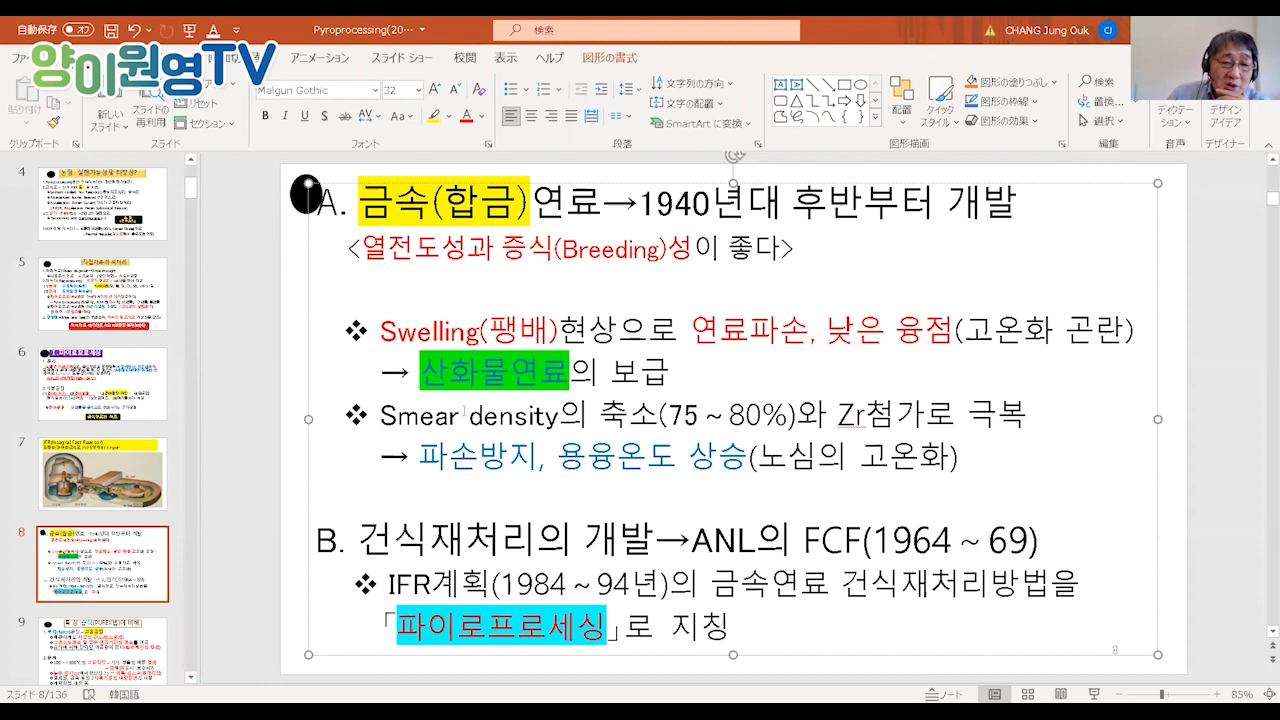 自動保存 オフ
Pyroprocessing(20…
検索
CHANG Jung Ouk CJ
양이원영TV
アニメーション スライド ショー 校閲 表示 ヘルプ 図形の書式
貼り付け
新しい
スライド
スライドの
再利用
リセット
セクション
Malgun Gothic 32
文字列の方向
文字の配置
SmartArt に変換
配置
クイック
スタイル
図形の塗りつぶし
図形の枠線
図形の効果
検索
置換...
選択
ディクテー
ション
デザイン
アイデア
クリップボード スライド フォント 段落 図形描画 編集 音声 デザイナー
4
5
6
7
8
9
A. 금속(합금)연료→1940년대 후반부터 개발
<열전도성과 증식(Breeding)성이 좋다>
❖ Swelling(팽배)현상으로 연료파손, 낮은 융점(고온화 곤란)
→ 산화물연료의 보급
❖ Smear density의 축소(75~80%)와 Zr첨가로 극복
→ 파손방지, 용융온도 상승(노심의 고온화)
B. 건식재처리의 개발→ANL의 FCF(1964~69)
❖ IFR계획(1984~94년)의 금속연료 건식재처리방법을
「파이로프로세싱」로 지칭
8
スライド 8/136 韓国語 ノート 85%